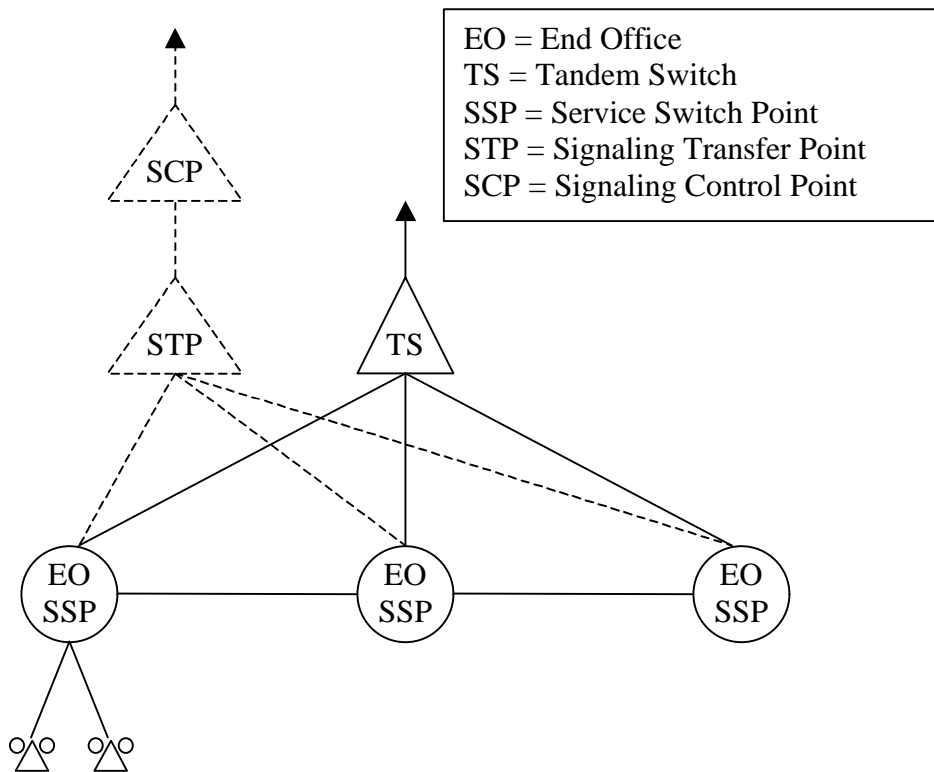 EO = End Office
TS = Tandem Switch
SSP = Service Switch Point
STP = Signaling Transfer Point
SCP = Signaling Control Point
SCP
STP
TS
EO
SSP
EO
SSP
EO
SSP